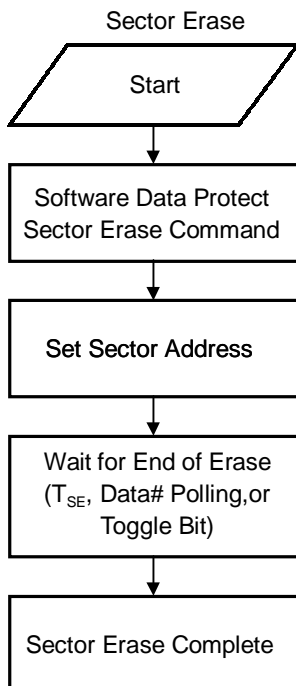 Sector Erase
Start
Software Data Protect
Sector Erase Command
Set Sector Address
Wait for End of Erase
(TSE, Data# Polling,or
Toggle Bit)
Sector Erase Complete